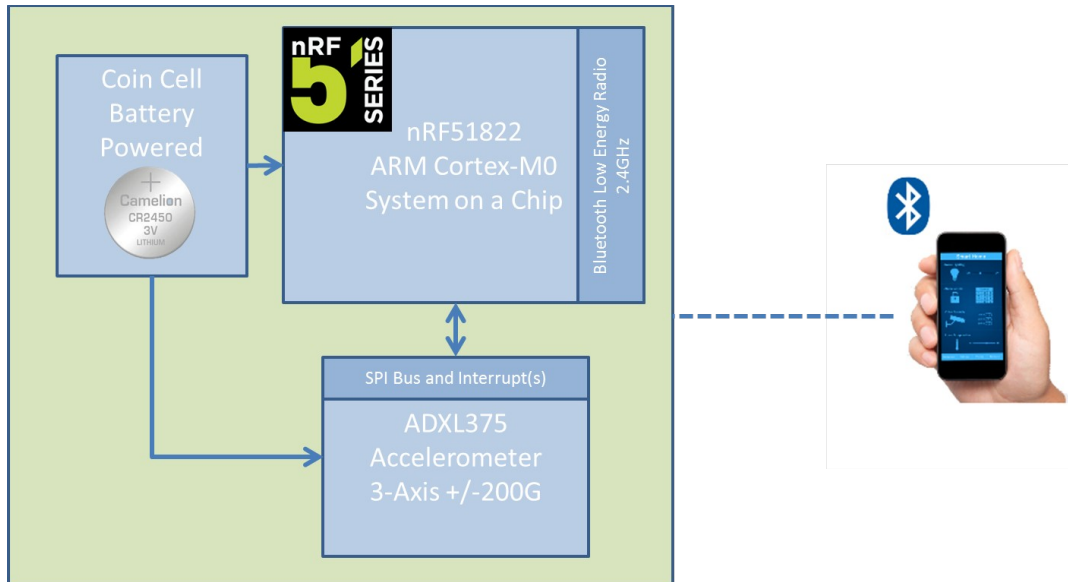 Coin Cell
Battery
Powered
+
Camelion
CR2450
3V
LITHIUM
nRF
5
SERIES
nRF51822
ARM Cortex-M0
System on a Chip
Bluetooth Low Energy Radio
2.4GHz
SPI Bus and Interrupt(s)
ADXL375
Accelerometer
3-Axis +/-200G